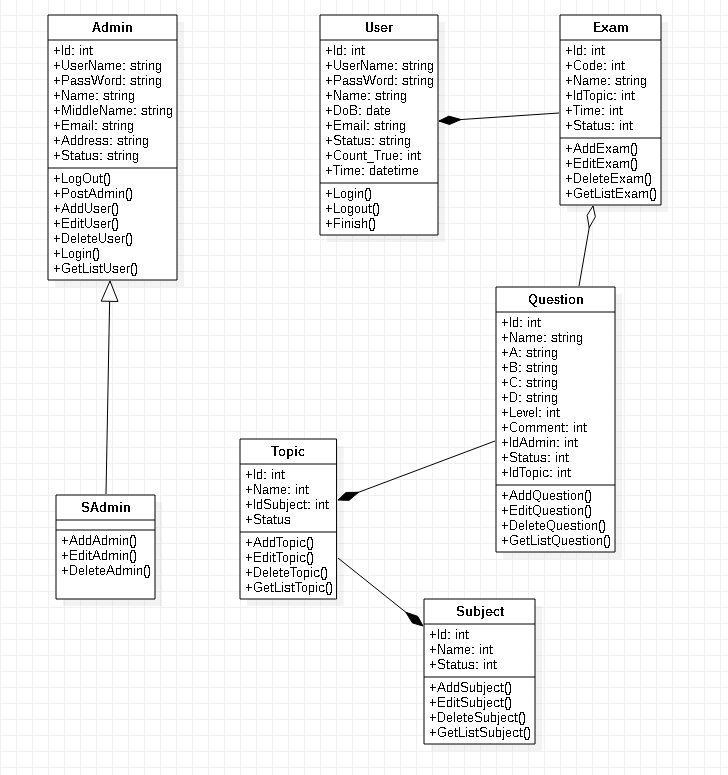 Admin
+Id: int
+UserName: string
+PassWord: string
+Name: string
+MiddleName: string
+Email: string
+Address: string
+Status: string
+LogOut()
+PostAdmin()
+AddUser()
+EditUser()
+DeleteUser()
+Login()
+GetListUser()
User
+Id: int
+UserName: string
+PassWord: string
+Name: string
+DoB: date
+Email: string
+Status: string
+Count_True: int
+Time: datetime
+Login()
+Logout()
+Finish()
Exam
+Id: int
+Code: int
+Name: string
+IdTopic: int
+Time: int
+Status: int
+AddExam()
+EditExam()
+DeleteExam()
+GetListExam()
Question
+Id: int
+Name: string
+A: string
+B: string
+C: string
+D: string
+Level: int
+Comment: int
+IdAdmin: int
+Status: int
+IdTopic: int
+AddQuestion()
+EditQuestion()
+DeleteQuestion()
+GetListQuestion()
Topic
+Id: int
+Name: int
+IdSubject: int
+Status
+AddTopic()
+EditTopic()
+DeleteTopic()
+GetListTopic()
SAdmin
+AddAdmin()
+EditAdmin()
+DeleteAdmin()
Subject
+Id: int
+Name: int
+Status: int
+AddSubject()
+EditSubject()
+DeleteSubject()
+GetListSubject()